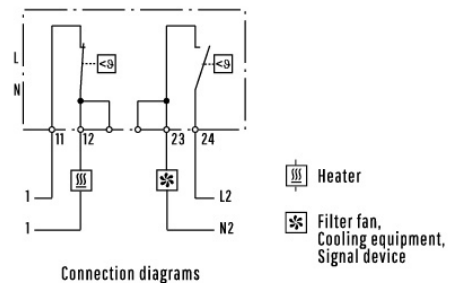 L
<ϑ
<ϑ
N
11
12
23
24
1
L2
1
N2
Heater
Filter fan,
Cooling equipment,
Signal device
Connection diagrams